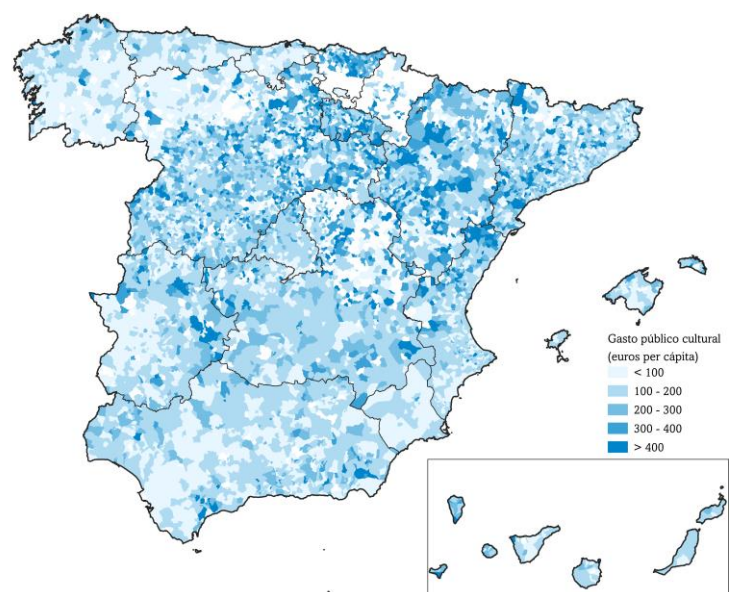 Gasto público cultural
(euros per cápita)
< 100
100 - 200
200 - 300
300 - 400
> 400